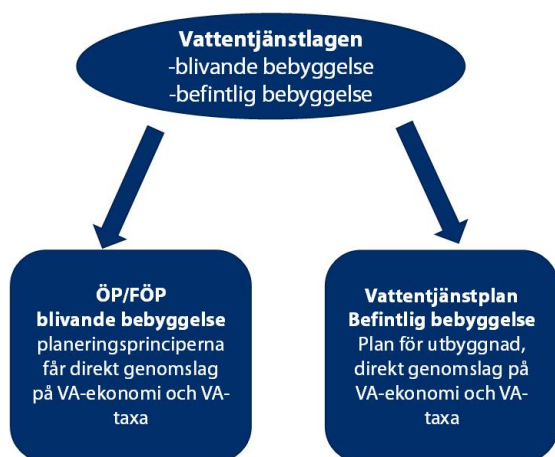 Vattentjänstlagen
-blivande bebyggelse
-befintlig bebyggelse
ÖP/FÖP
blivande bebyggelse
planeringsprinciperna
får direkt genomslag
på VA-ekonomi och VA-
taxa
Vattentjänstplan
Befintlig bebyggelse
Plan för utbyggnad,
direkt genomslag på
VA-ekonomi och VA-
taxa